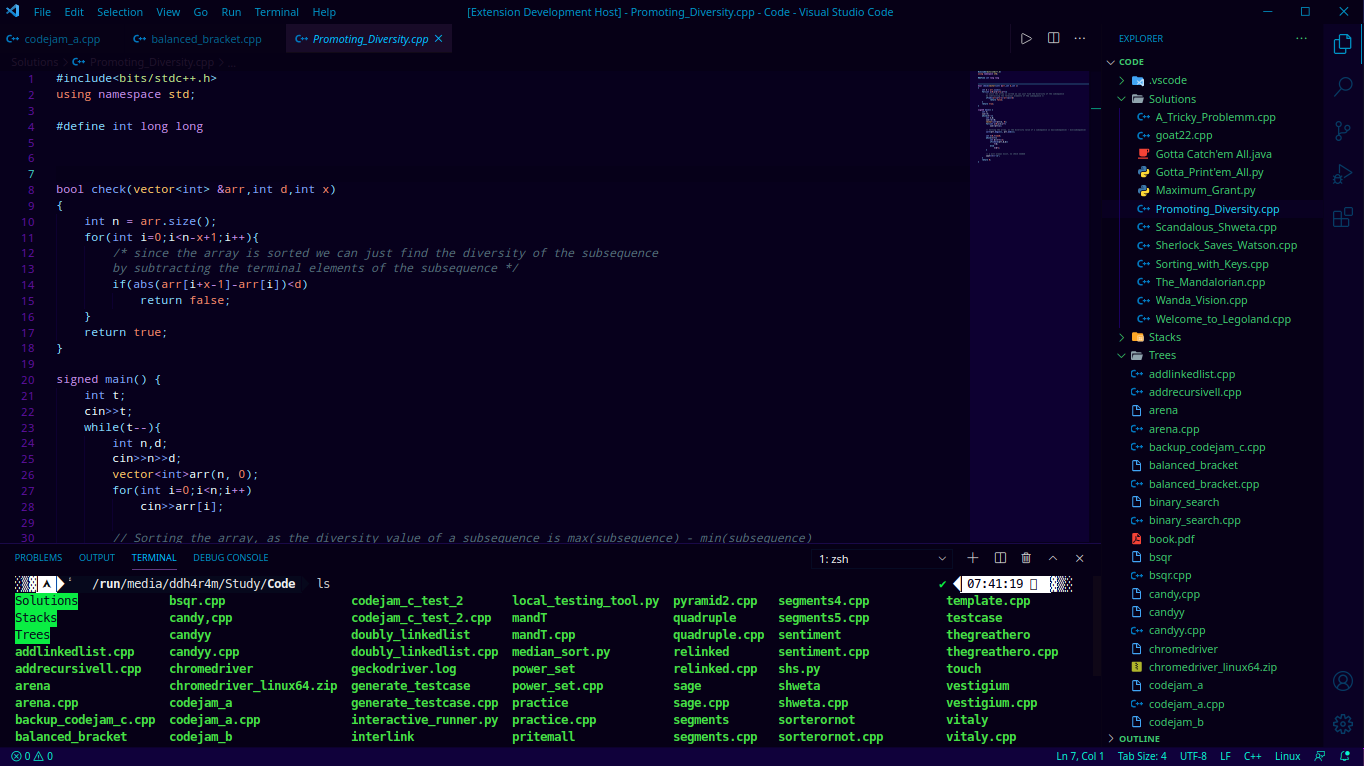 File Edit Selection View Go Run Terminal Help [Extension Development Host] - Promoting_Diversity.cpp - Code - Visual Studio Code
codejam_a.cpp balanced_bracket.cpp Promoting_Diversity.cpp
Solutions > Promoting_Diversity.cpp > ...
1 #include<bits/stdc++.h>
2 using namespace std;
3
4 #define int long long
5
6
7
8 bool check(vector<int> &arr,int d,int x)
9 {
10 int n = arr.size();
11 for(int i=0;i<n-x+1;i++){
12 /* since the array is sorted we can just find the diversity of the subsequence
13 by subtracting the terminal elements of the subsequence */
14 if(abs(arr[i+x-1]-arr[i])<d)
15 return false;
16 }
17 return true;
18 }
19
20 signed main() {
21 int t;
22 cin>>t;
23 while(t--){
24 int n,d;
25 cin>>n>>d;
26 vector<int>arr(n, 0);
27 for(int i=0;i<n;i++)
28 cin>>arr[i];
29
30 // Sorting the array, as the diversity value of a subsequence is max(subsequence) - min(subsequence)
PROBLEMS OUTPUT TERMINAL DEBUG CONSOLE 1: zsh
/run/media/ddh4r4m/Study/Code ls ✔ 07:41:19
Solutions bsqr.cpp codejam_c_test_2 local_testing_tool.py pyramid2.cpp segments4.cpp template.cpp
Stacks candy,cpp codejam_c_test_2.cpp mandT quadruple segments5.cpp testcase
Trees candyy doubly_linkedlist mandT.cpp quadruple.cpp sentiment thegreathero
addlinkedlist.cpp candyy.cpp doubly_linkedlist.cpp median_sort.py relinked sentiment.cpp thegreathero.cpp
addrecursivell.cpp chromedriver geckodriver.log power_set relinked.cpp shs.py touch
arena chromedriver_linux64.zip generate_testcase power_set.cpp sage shweta vestigium
arena.cpp codejam_a generate_testcase.cpp practice sage.cpp shweta.cpp vestigium.cpp
backup_codejam_c.cpp codejam_a.cpp interactive_runner.py practice.cpp segments sorterornot vitaly
balanced_bracket codejam_b interlink pritemall segments.cpp sorterornot.cpp vitaly.cpp
EXPLORER
CODE
.vscode
Solutions
A_Tricky_Problemm.cpp
goat22.cpp
Gotta Catch'em All.java
Gotta_Print'em_All.py
Maximum_Grant.py
Promoting_Diversity.cpp
Scandalous_Shweta.cpp
Sherlock_Saves_Watson.cpp
Sorting_with_Keys.cpp
The_Mandalorian.cpp
Wanda_Vision.cpp
Welcome_to_Legoland.cpp
Stacks
Trees
addlinkedlist.cpp
addrecursivell.cpp
arena
arena.cpp
backup_codejam_c.cpp
balanced_bracket
balanced_bracket.cpp
binary_search
binary_search.cpp
book.pdf
bsqr
bsqr.cpp
candy,cpp
candyy
candyy.cpp
chromedriver
chromedriver_linux64.zip
codejam_a
codejam_a.cpp
codejam_b
OUTLINE
0 0 Ln 7, Col 1 Tab Size: 4 UTF-8 LF C++ Linux